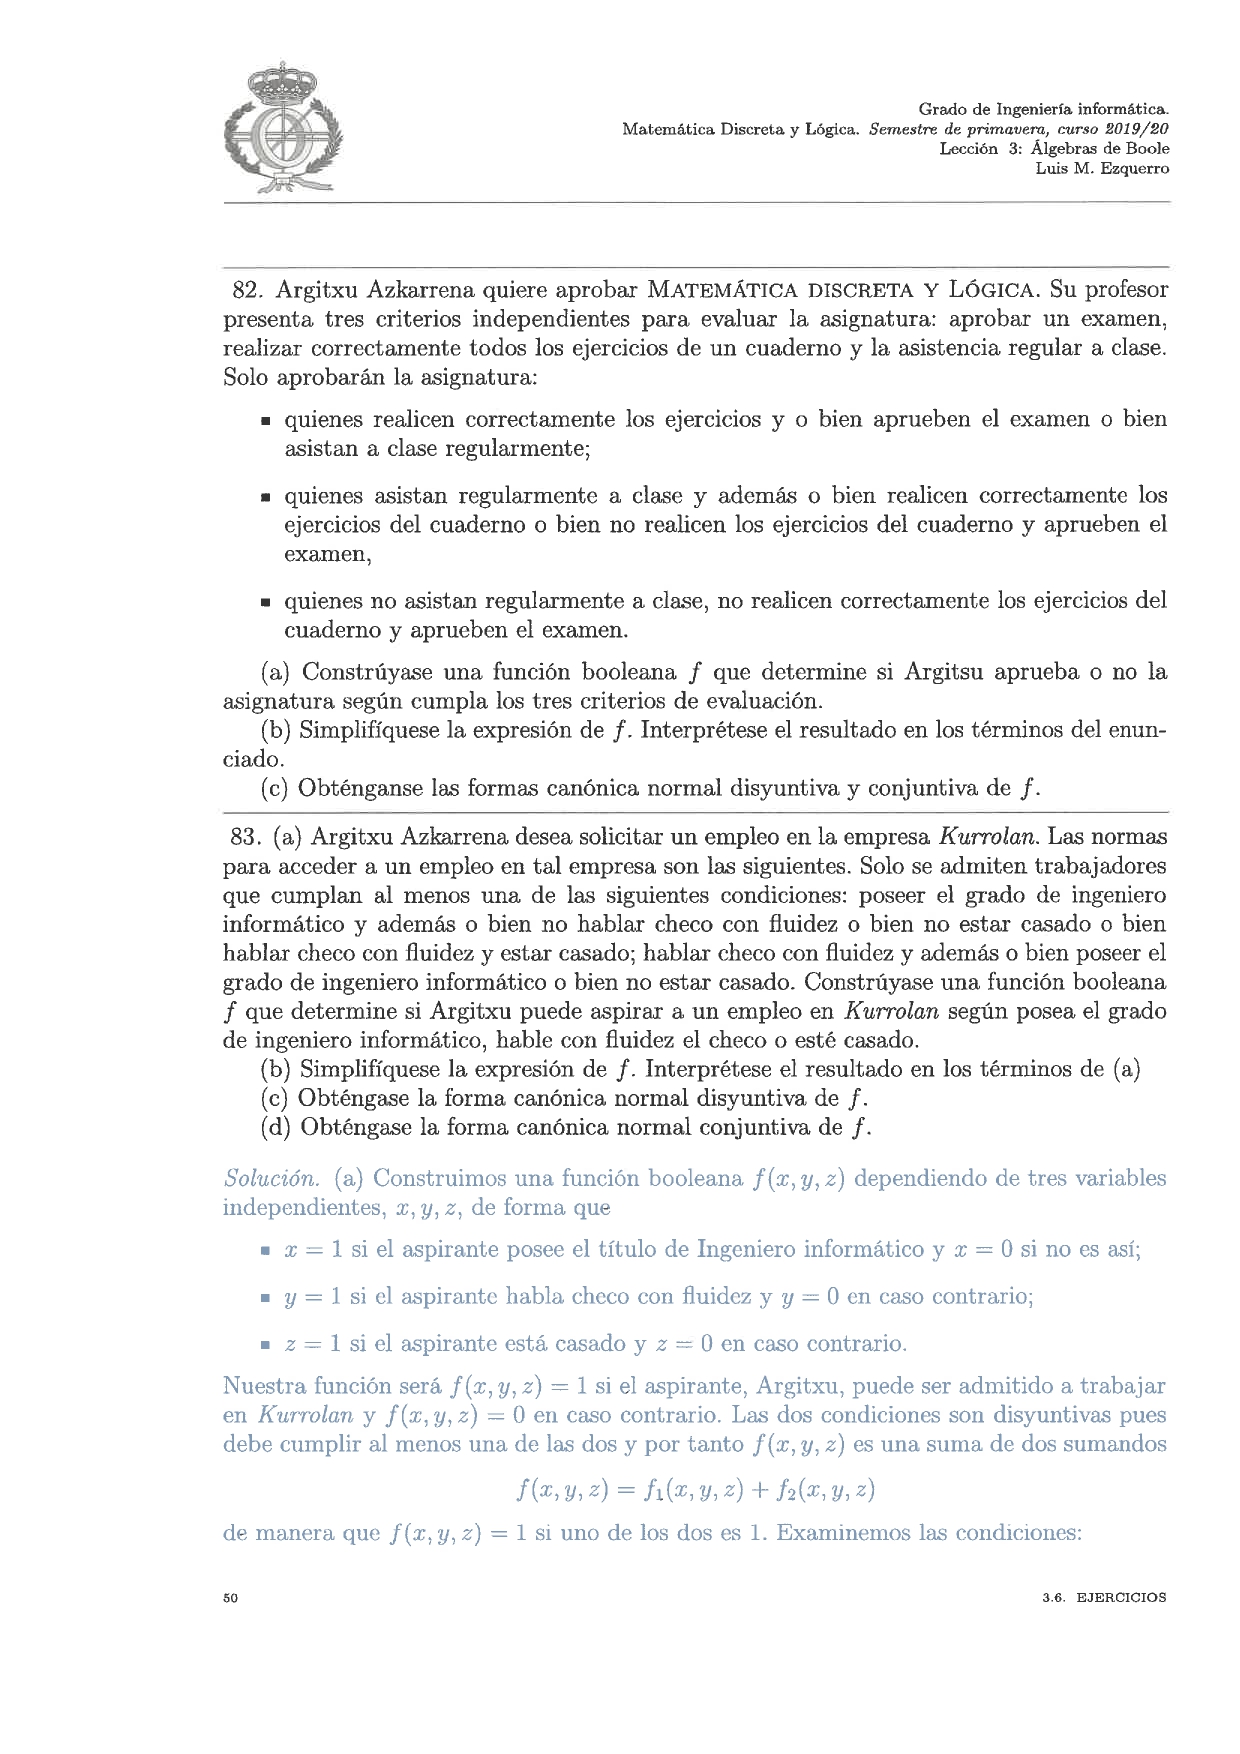 Grado de Ingeniería informática.
Matemática Discreta y Lógica. Semestre de primavera, curso 2019/20
Lección 3: Álgebras de Boole
Luis M. Ezquerro
82. Argitxu Azkarrena quiere aprobar MATEMÁTICA DISCRETA Y LÓGICA. Su profesor
presenta tres criterios independientes para evaluar la asignatura: aprobar un examen,
realizar correctamente todos los ejercicios de un cuaderno y la asistencia regular a clase.
Solo aprobarán la asignatura:
▪ quienes realicen correctamente los ejercicios y o bien aprueben el examen o bien
asistan a clase regularmente;
▪ quienes asistan regularmente a clase y además o bien realicen correctamente los
ejercicios del cuaderno o bien no realicen los ejercicios del cuaderno y aprueben el
examen,
▪ quienes no asistan regularmente a clase, no realicen correctamente los ejercicios del
cuaderno y aprueben el examen.
(a) Constrúyase una función booleana f que determine si Argitsu aprueba o no la
asignatura según cumpla los tres criterios de evaluación.
(b) Simplifíquese la expresión de f. Interprétese el resultado en los términos del enun-
ciado.
(c) Obténganse las formas canónica normal disyuntiva y conjuntiva de f.
83. (a) Argitxu Azkarrena desea solicitar un empleo en la empresa Kurrolan. Las normas
para acceder a un empleo en tal empresa son las siguientes. Solo se admiten trabajadores
que cumplan al menos una de las siguientes condiciones: poseer el grado de ingeniero
informático y además o bien no hablar checo con fluidez o bien no estar casado o bien
hablar checo con fluidez y estar casado; hablar checo con fluidez y además o bien poseer el
grado de ingeniero informático o bien no estar casado. Constrúyase una función booleana
f que determine si Argitxu puede aspirar a un empleo en Kurrolan según posea el grado
de ingeniero informático, hable con fluidez el checo o esté casado.
(b) Simplifíquese la expresión de f. Interprétese el resultado en los términos de (a)
(c) Obténgase la forma canónica normal disyuntiva de f.
(d) Obténgase la forma canónica normal conjuntiva de f.
Solución. (a) Construimos una función booleana f(x, y, z) dependiendo de tres variables
independientes, x, y, z, de forma que
▪ x = 1 si el aspirante posee el título de Ingeniero informático y x = 0 si no es así;
▪ y = 1 si el aspirante habla checo con fluidez y y = 0 en caso contrario;
▪ z = 1 si el aspirante está casado y z = 0 en caso contrario.
Nuestra función será f(x, y, z) = 1 si el aspirante, Argitxu, puede ser admitido a trabajar
en Kurrolan y f(x, y, z) = 0 en caso contrario. Las dos condiciones son disyuntivas pues
debe cumplir al menos una de las dos y por tanto f(x, y, z) es una suma de dos sumandos
f(x, y, z) = f₁(x, y, z) + f₂(x, y, z)
de manera que f(x, y, z) = 1 si uno de los dos es 1. Examinemos las condiciones:
50
3.6. EJERCICIOS